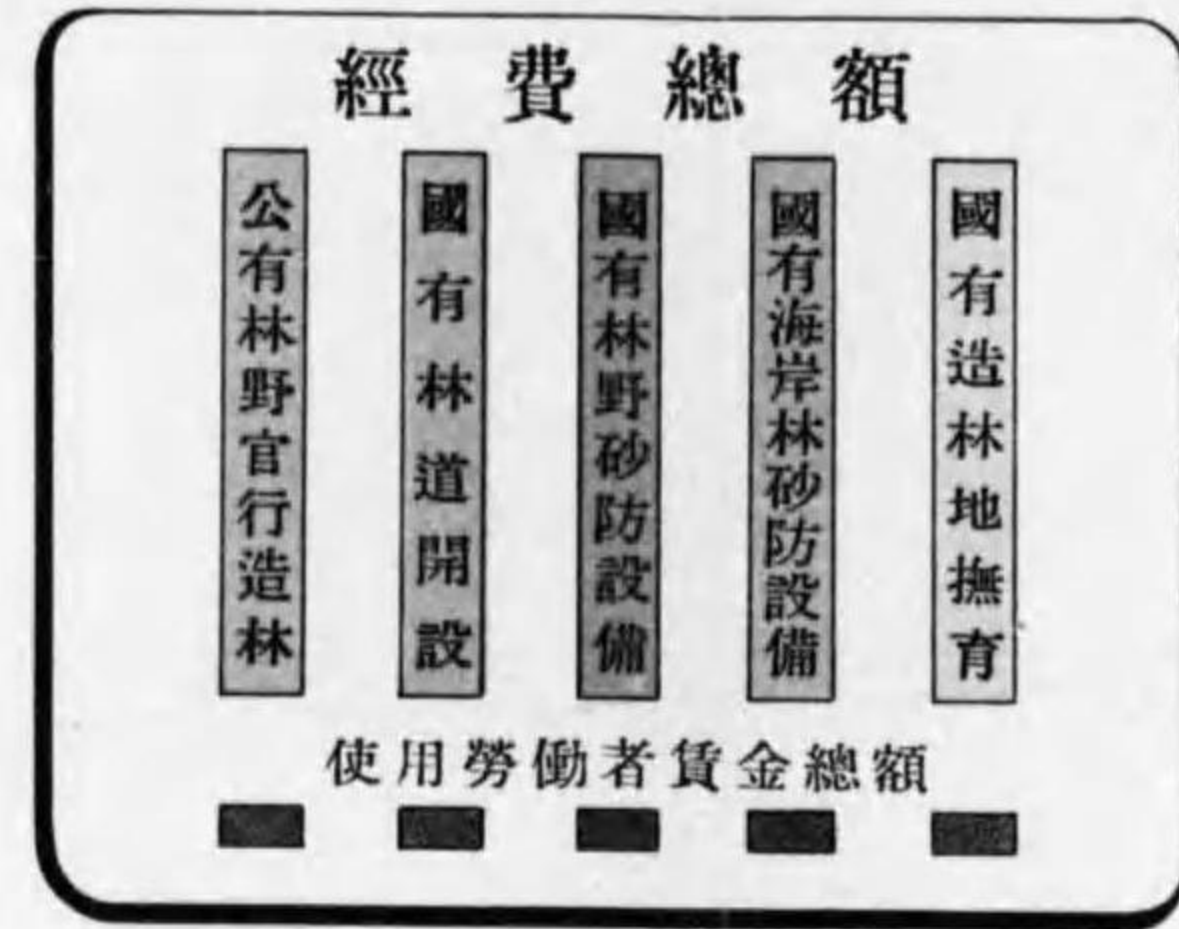 經費總額
國有造林地撫育
國有海岸林砂防設備
國有林野砂防設備
國有林道開設
公有林野官行造林
使用勞働者賃金總額